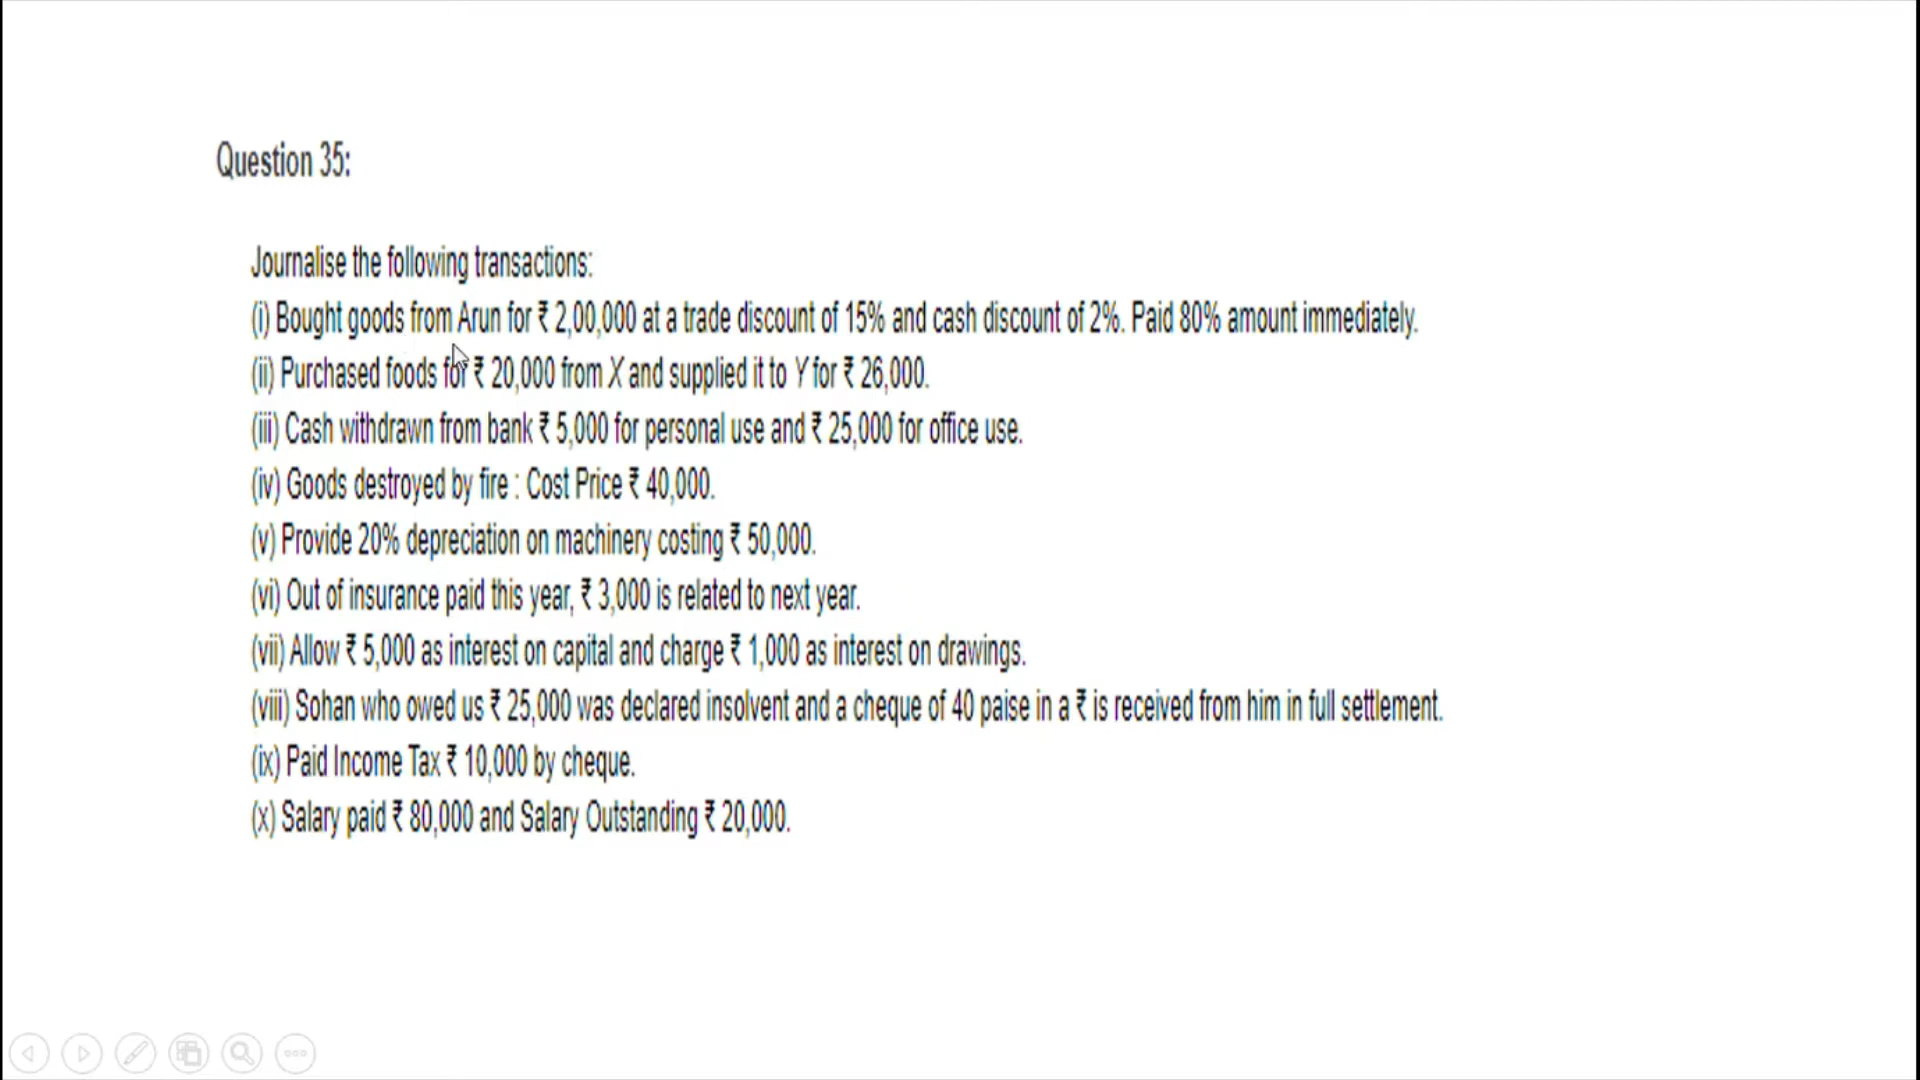 Question 35:
Journalise the following transactions:
(i) Bought goods from Arun for ₹ 2,00,000 at a trade discount of 15% and cash discount of 2%. Paid 80% amount immediately.
(ii) Purchased foods for ₹ 20,000 from X and supplied it to Y for ₹ 26,000.
(iii) Cash withdrawn from bank ₹ 5,000 for personal use and ₹ 25,000 for office use.
(iv) Goods destroyed by fire : Cost Price ₹ 40,000.
(v) Provide 20% depreciation on machinery costing ₹ 50,000.
(vi) Out of insurance paid this year, ₹ 3,000 is related to next year.
(vii) Allow ₹ 5,000 as interest on capital and charge ₹ 1,000 as interest on drawings.
(viii) Sohan who owed us ₹ 25,000 was declared insolvent and a cheque of 40 paise in a ₹ is received from him in full settlement.
(ix) Paid Income Tax ₹ 10,000 by cheque.
(x) Salary paid ₹ 80,000 and Salary Outstanding ₹ 20,000.